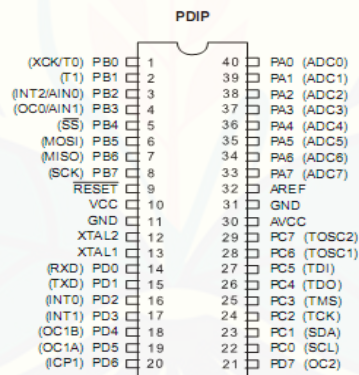 PDIP
(XCK/T0) PB0 1 40 PA0 (ADC0)
(T1) PB1 2 39 PA1 (ADC1)
(INT2/AIN0) PB2 3 38 PA2 (ADC2)
(OC0/AIN1) PB3 4 37 PA3 (ADC3)
(SS) PB4 5 36 PA4 (ADC4)
(MOSI) PB5 6 35 PA5 (ADC5)
(MISO) PB6 7 34 PA6 (ADC6)
(SCK) PB7 8 33 PA7 (ADC7)
RESET 9 32 AREF
VCC 10 31 GND
GND 11 30 AVCC
XTAL2 12 29 PC7 (TOSC2)
XTAL1 13 28 PC6 (TOSC1)
(RXD) PD0 14 27 PC5 (TDI)
(TXD) PD1 15 26 PC4 (TDO)
(INT0) PD2 16 25 PC3 (TMS)
(INT1) PD3 17 24 PC2 (TCK)
(OC1B) PD4 18 23 PC1 (SDA)
(OC1A) PD5 19 22 PC0 (SCL)
(ICP1) PD6 20 21 PD7 (OC2)